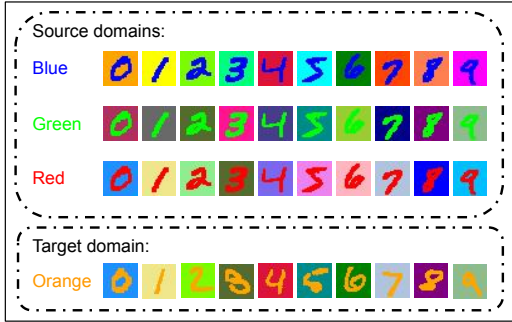 Source domains:
Blue 0 1 2 3 4 5 6 7 8 9
Green 0 1 2 3 4 5 6 7 8 9
Red 0 1 2 3 4 5 6 7 8 9
Target domain:
Orange 0 1 2 3 4 5 6 7 8 9